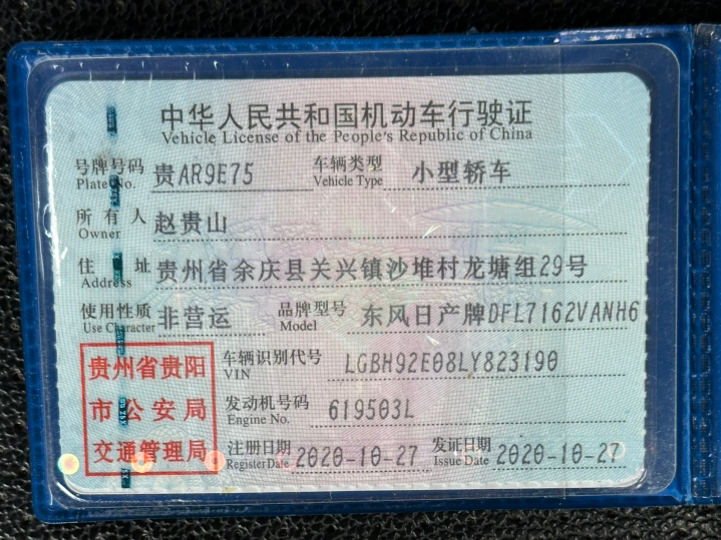 中华人民共和国机动车行驶证
Vehicle License of the People's Republic of China
号牌号码 Plate No. 贵AR9E75 车辆类型 Vehicle Type 小型轿车
所有人 Owner 赵贵山
住址 Address 贵州省余庆县关兴镇沙堆村龙塘组29号
使用性质 Use Character 非营运 品牌型号 Model 东风日产牌DFL7162VANH6
车辆识别代号 VIN LGBH92E08LY823190
发动机号码 Engine No. 619503L
注册日期 Register Date 2020-10-27 发证日期 Issue Date 2020-10-27
贵州省贵阳
市公安局
交通管理局